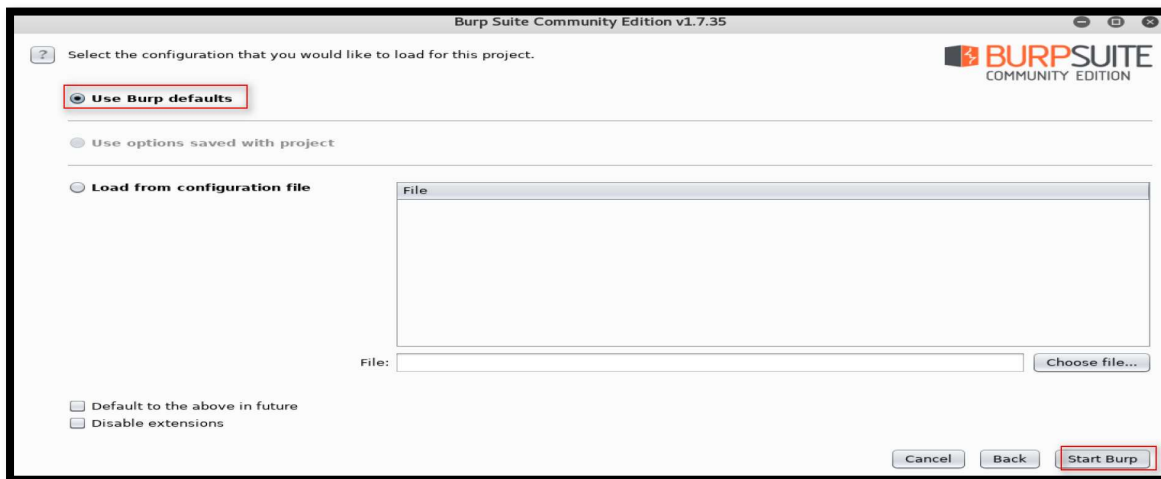 Burp Suite Community Edition v1.7.35
?
Select the configuration that you would like to load for this project.
BURPSUITE
COMMUNITY EDITION
Use Burp defaults
Use options saved with project
Load from configuration file
File
File:
Choose file...
Default to the above in future
Disable extensions
Cancel Back Start Burp